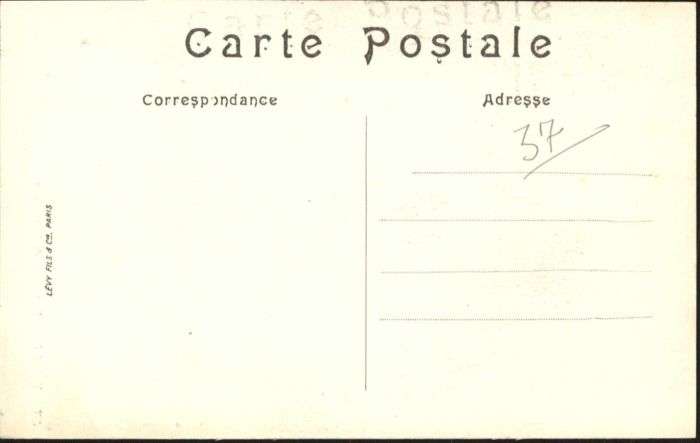 Carte Postale
Correspondance
Adresse
37
LÉVY FILS & Cie. PARIS